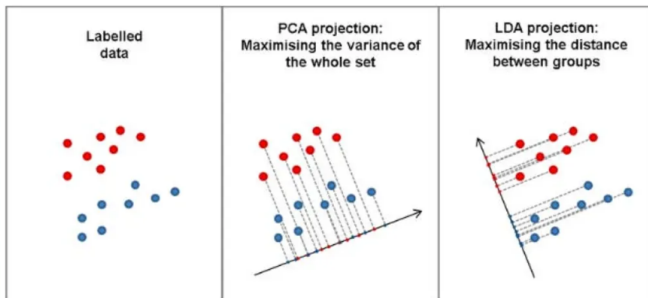 Labelled
data
PCA projection:
Maximising the variance of
the whole set
LDA projection:
Maximising the distance
between groups